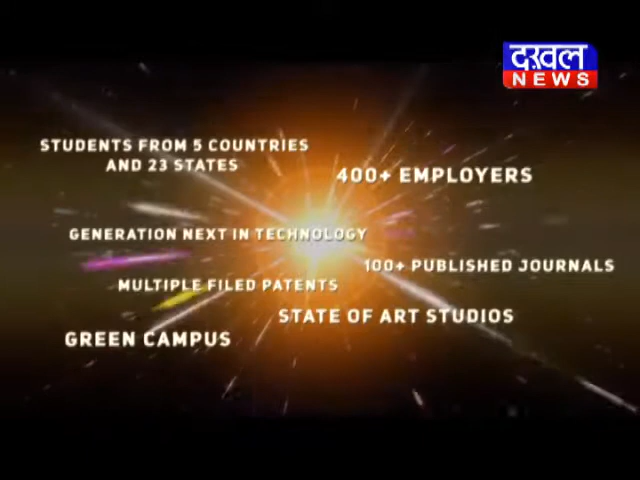 दख़ल
NEWS
STUDENTS FROM 5 COUNTRIES
AND 23 STATES
400+ EMPLOYERS
GENERATION NEXT IN TECHNOLOGY
100+ PUBLISHED JOURNALS
MULTIPLE FILED PATENTS
STATE OF ART STUDIOS
GREEN CAMPUS